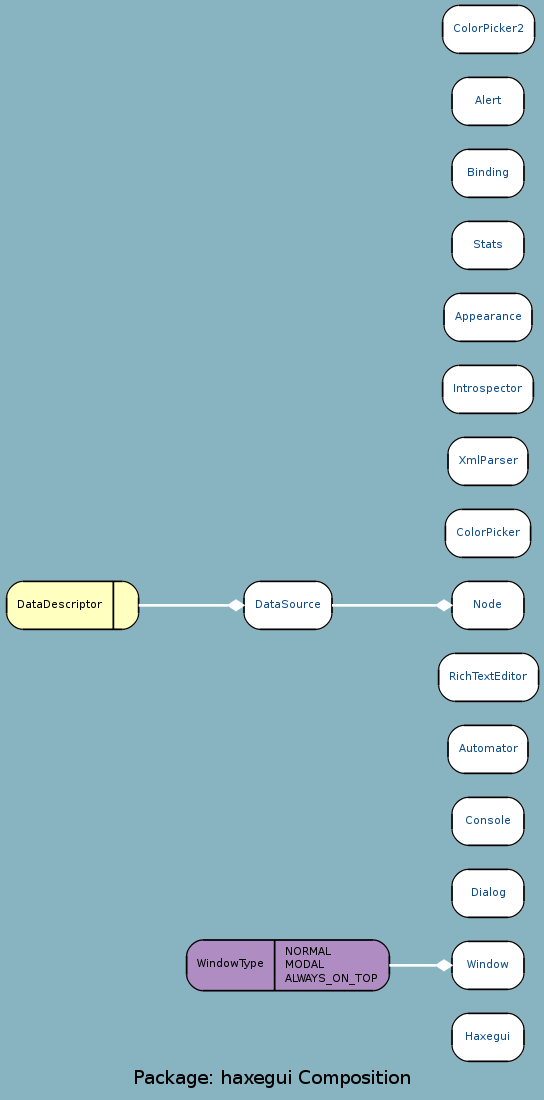 ColorPicker2
Alert
Binding
Stats
Appearance
Introspector
XmlParser
ColorPicker
DataDescriptor
DataSource
Node
RichTextEditor
Automator
Console
Dialog
WindowType
NORMAL
MODAL
ALWAYS_ON_TOP
Window
Haxegui
Package: haxegui Composition